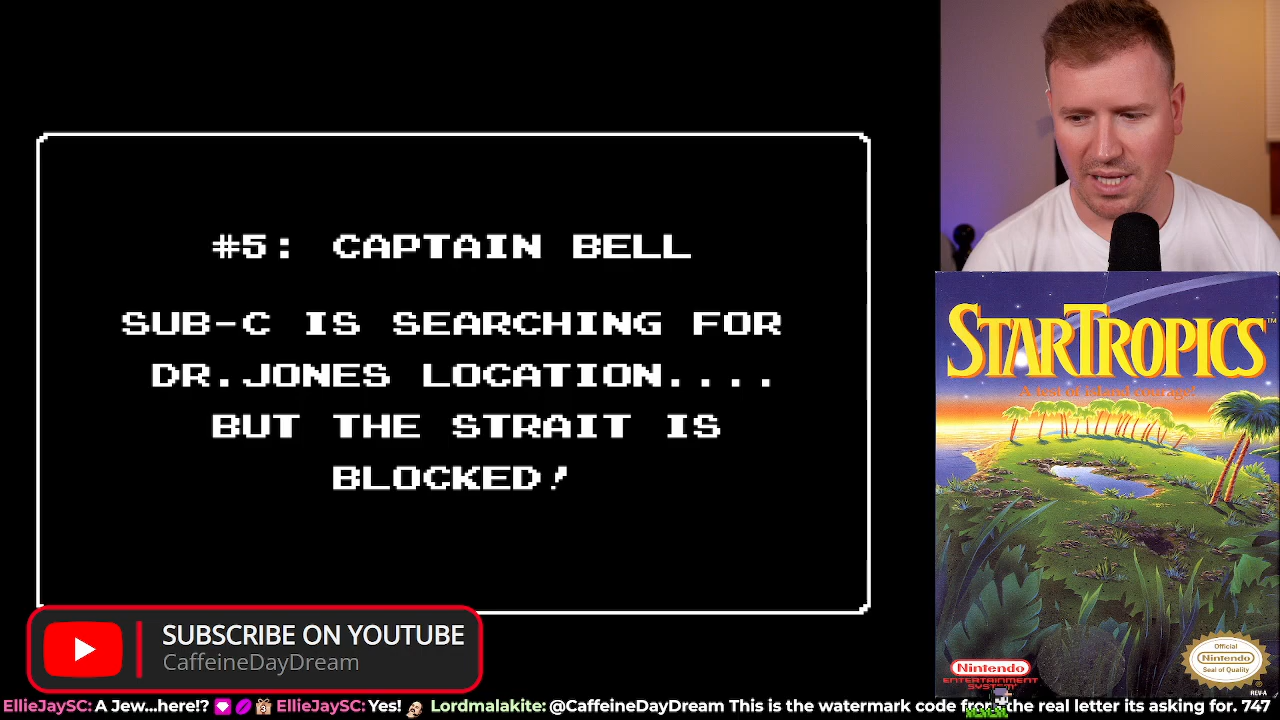 #5: CAPTAIN BELL
SUB-C IS SEARCHING FOR
DR.JONES LOCATION....
BUT THE STRAIT IS
BLOCKED!
STARTROPICS™
A test of island courage!
Official
Nintendo
Seal of Quality
Nintendo
ENTERTAINMENT
SYSTEM
REV-A
SUBSCRIBE ON YOUTUBE
CaffeineDayDream
EllieJaySC: A Jew...here!? EllieJaySC: Yes! Lordmalakite: @CaffeineDayDream This is the watermark code the real letter its asking for. 747